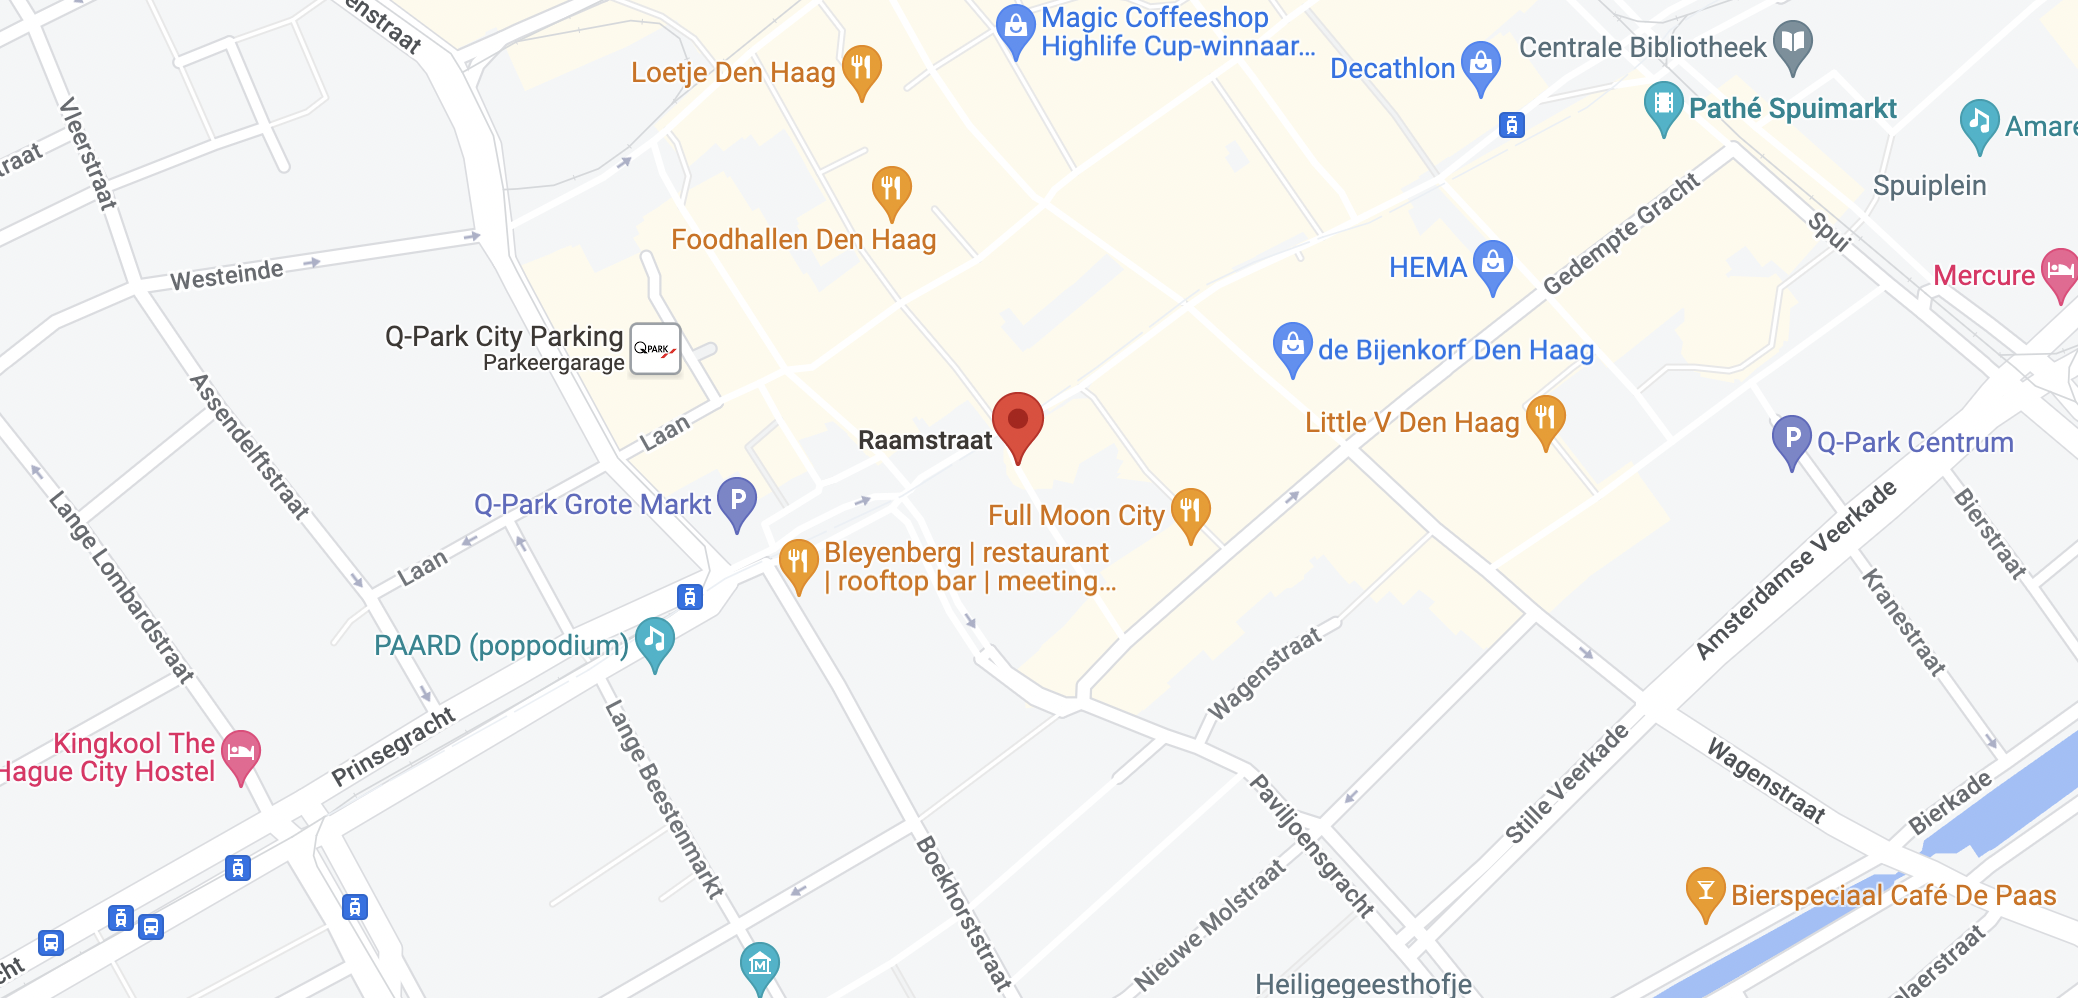 enstraat
Magic Coffeeshop
Highlife Cup-winnaar...
Centrale Bibliotheek
Loetje Den Haag
Decathlon
Pathé Spuimarkt
Amare
Vleerstraat
traat
Foodhallen Den Haag
Spuiplein
Gedempte Gracht
Spui
Westeinde
HEMA
Mercure
Q-Park City Parking
Parkeergarage
QPARK
de Bijenkorf Den Haag
Assendelftstraat
Laan
Raamstraat
Little V Den Haag
P
Q-Park Centrum
Lange Lombardstraat
Q-Park Grote Markt
P
Full Moon City
Amsterdamse Veerkade
Bierstraat
Laan
Bleyenberg | restaurant
| rooftop bar | meeting...
Kranestraat
PAARD (poppodium)
Wagenstraat
Prinsegracht
Kingkool The
Hague City Hostel
Lange Beestenmarkt
Paviljoensgracht
Stille Veerkade
Wagenstraat
Bierkade
Boekhorststraat
Nieuwe Molstraat
Bierspeciaal Café De Paas
cht
M
Heiligegeesthofje
laerstraat